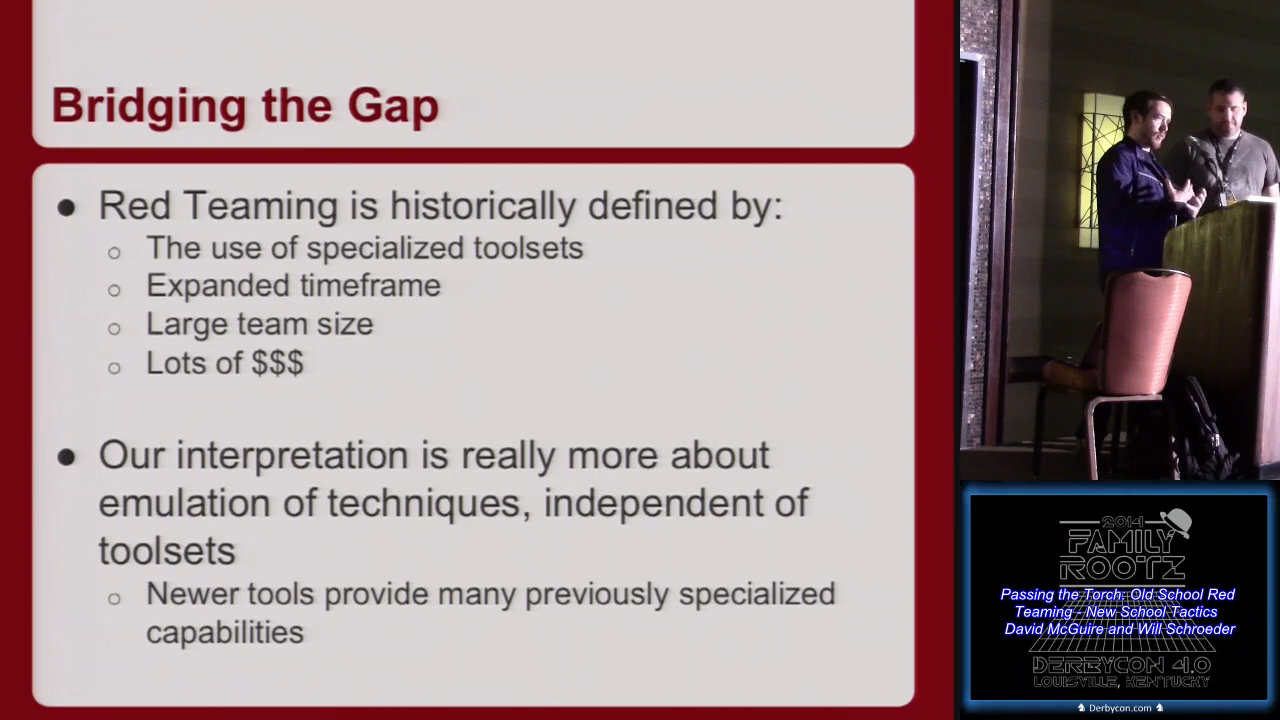 Bridging the Gap
● Red Teaming is historically defined by:
○ The use of specialized toolsets
○ Expanded timeframe
○ Large team size
○ Lots of $$$
● Our interpretation is really more about
emulation of techniques, independent of
toolsets
○ Newer tools provide many previously specialized
capabilities
2014
FAMILY
ROOTZ
Passing the Torch: Old School Red
Teaming - New School Tactics
David McGuire and Will Schroeder
DERBYCON 4.0
LOUISVILLE, KENTUCKY
Derbycon.com